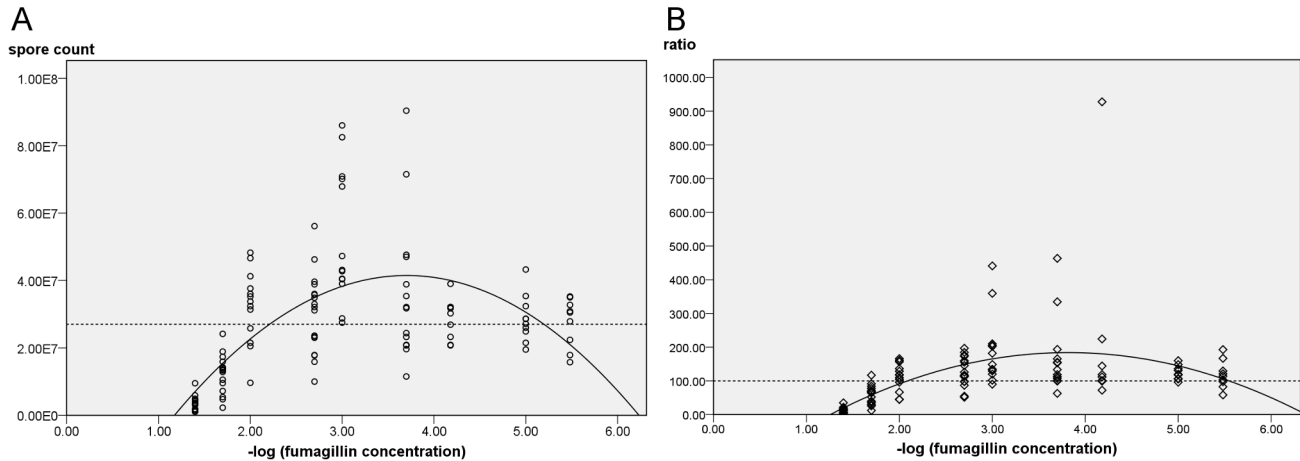 A
spore count
1.00E8
8.00E7
6.00E7
4.00E7
2.00E7
0.00E0
0.00 1.00 2.00 3.00 4.00 5.00 6.00
-log (fumagillin concentration)
B
ratio
1000.00
900.00
800.00
700.00
600.00
500.00
400.00
300.00
200.00
100.00
0.00
0.00 1.00 2.00 3.00 4.00 5.00 6.00
-log (fumagillin concentration)